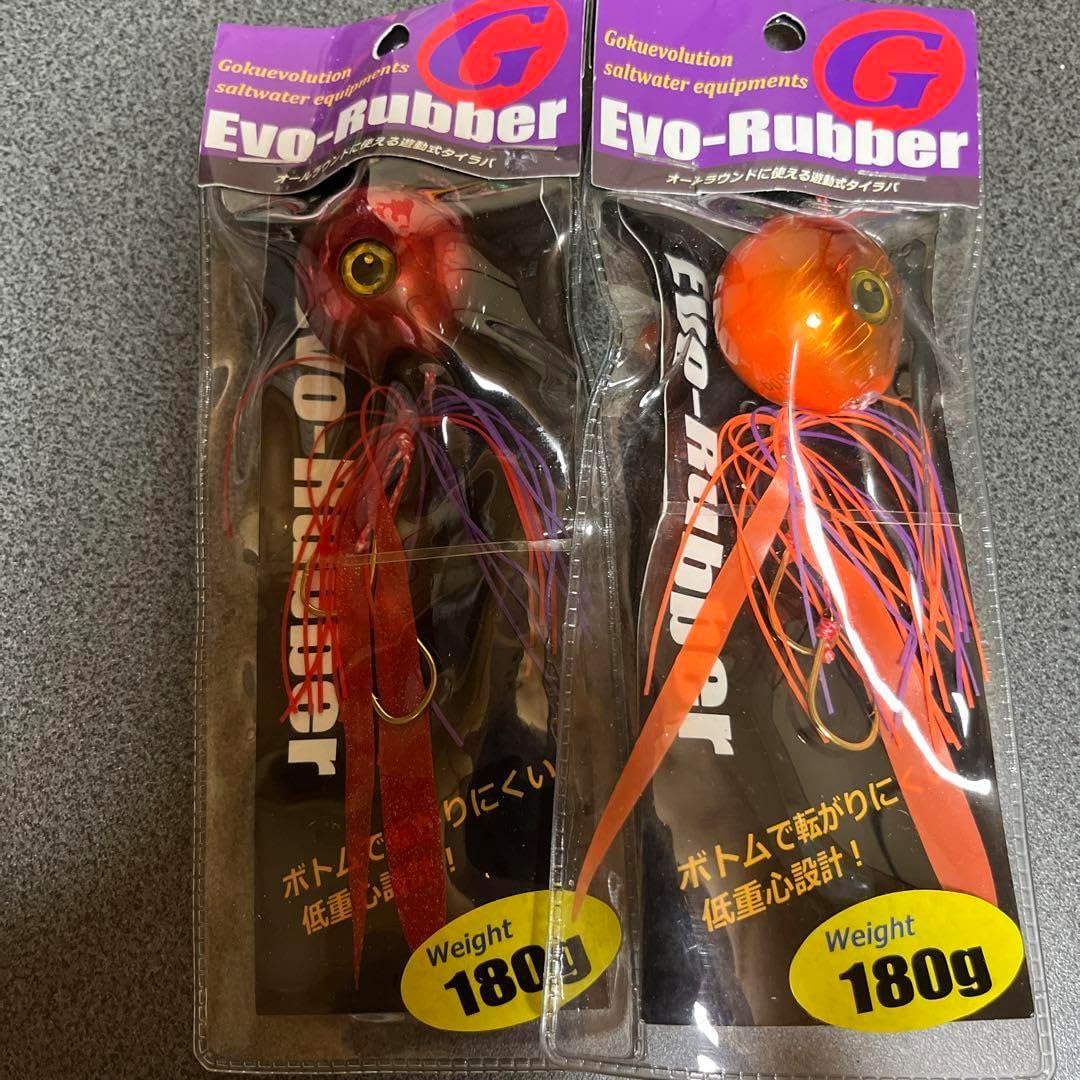 Gokuevolution
saltwater equipments
G
Evo-Rubber
オールラウンドに使える遊動式タイラバ
Evo-Rubber
ボトムで りにくい
低重心設 !
Weight
180g
Gokuevolution
saltwater equipments
G
Evo-Rubber
オールラウンドに使える遊動式タイラバ
Evo-Rubber
ボトムで転がりにく
低重心設計！
Weight
180g